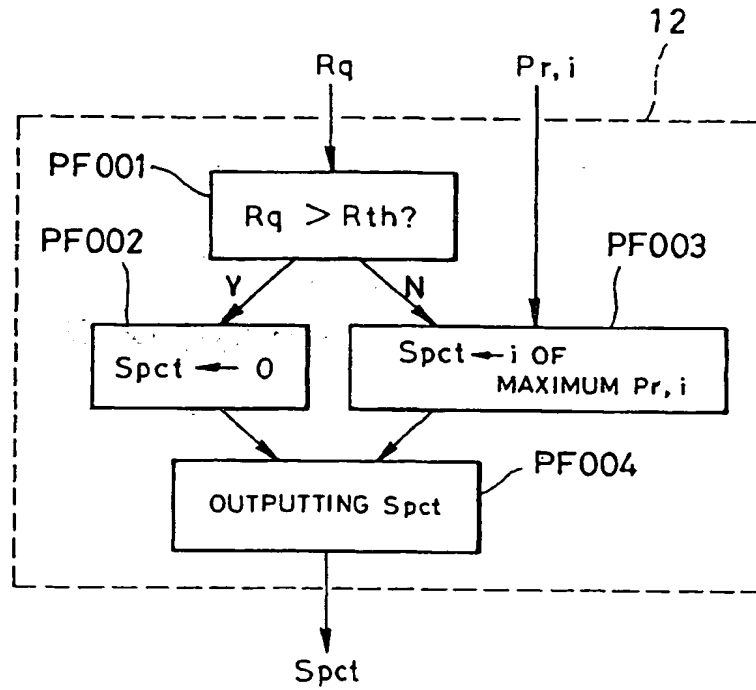 12
Rq
Pr, i
PF001
Rq > Rth?
PF002
PF003
Y
N
Spct ← 0
Spct ← i OF
MAXIMUM Pr, i
PF004
OUTPUTTING Spct
Spct